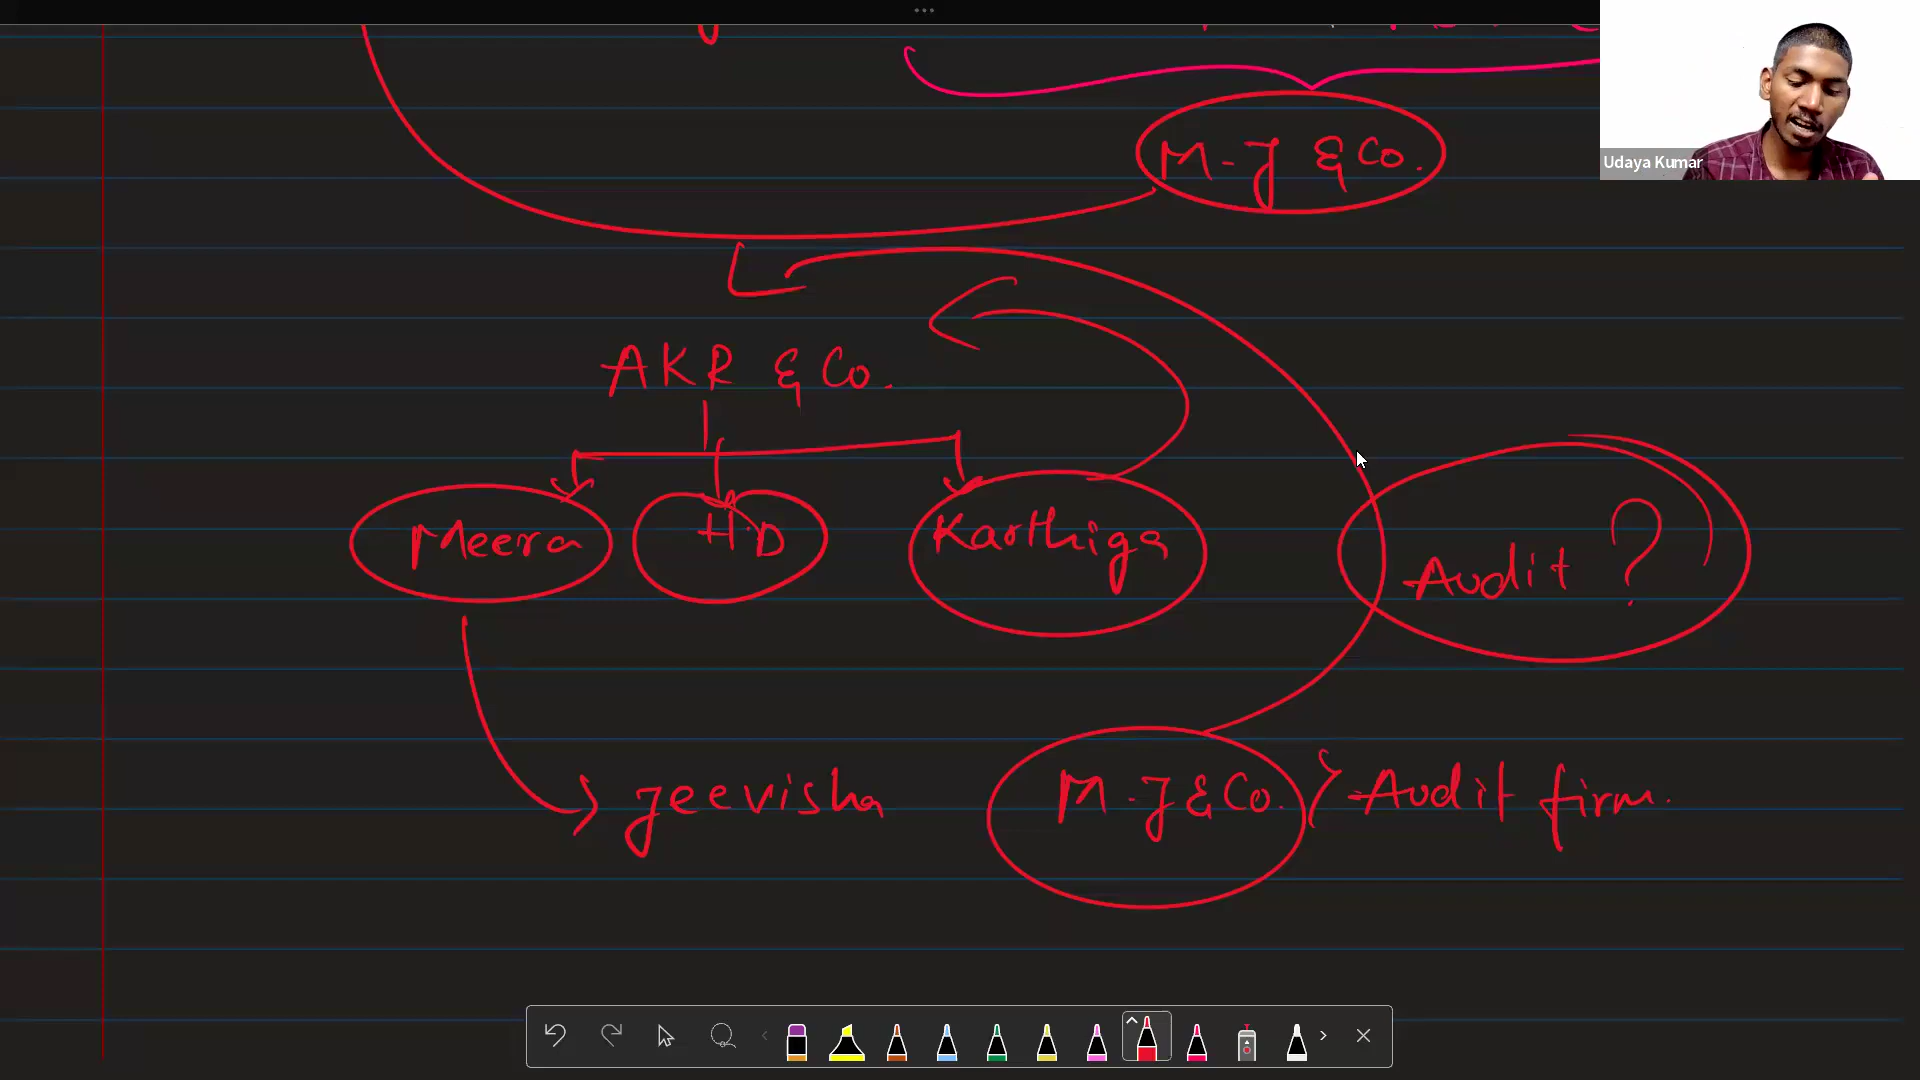 Udaya Kumar
M-J & Co.
AKR & Co.
Meera H.D Karthiga
Audit ?
Jeevisha M-J & Co. Audit firm.